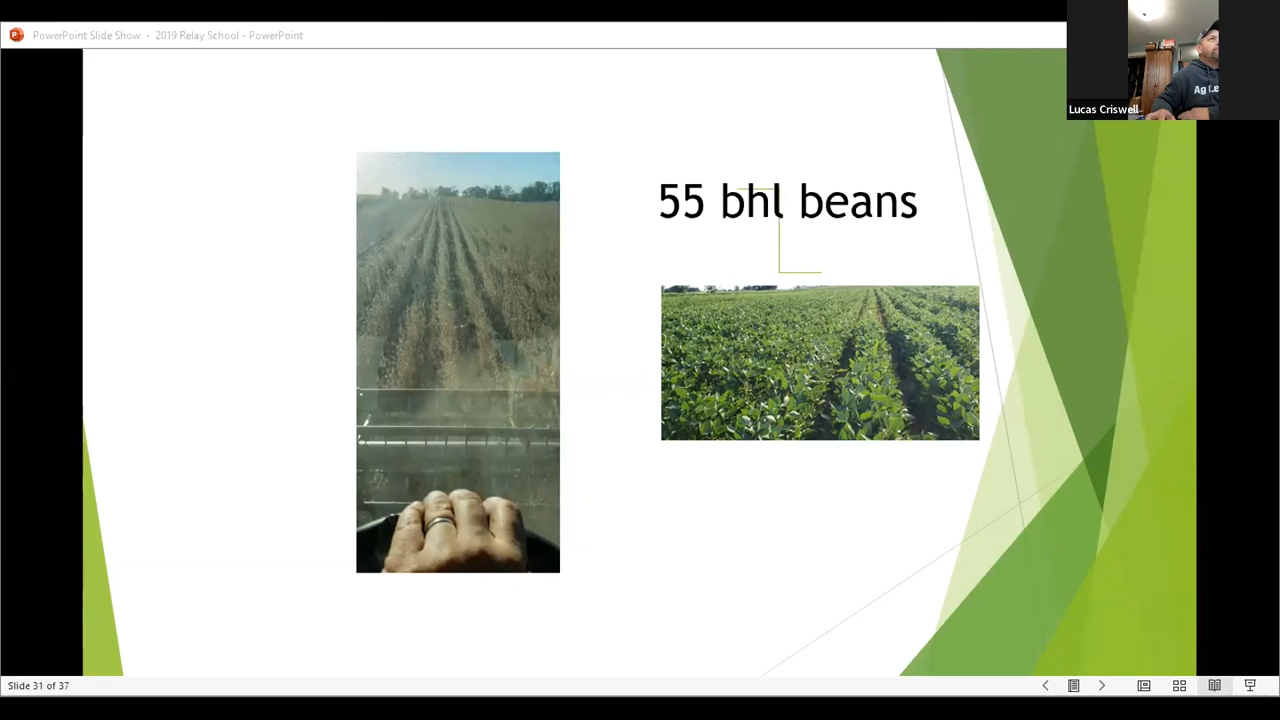 PowerPoint Slide Show - 2019 Relay School - PowerPoint
Lucas Criswell
55 bhl beans
Slide 31 of 37